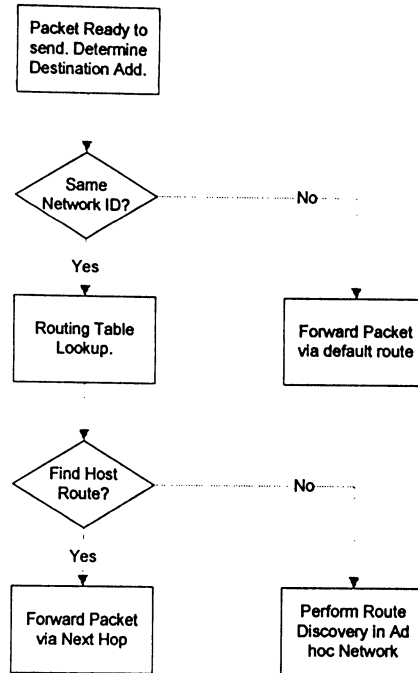 Packet Ready to
send. Determine
Destination Add.
Same
Network ID?
No
Yes
Routing Table
Lookup.
Forward Packet
via default route
Find Host
Route?
No
Yes
Forward Packet
via Next Hop
Perform Route
Discovery in Ad
hoc Network